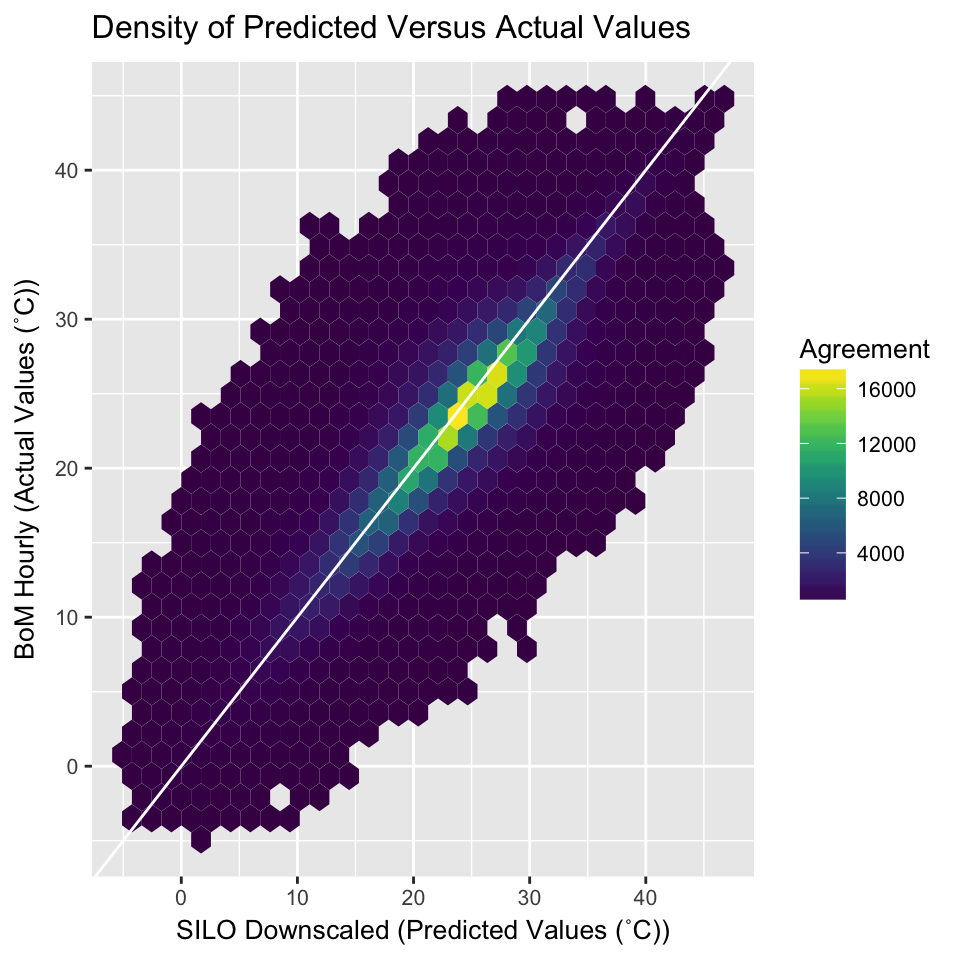 Density of Predicted Versus Actual Values
BoM Hourly (Actual Values (˚C))
40
30
20
10
0
0 10 20 30 40
SILO Downscaled (Predicted Values (˚C))
Agreement
16000
12000
8000
4000